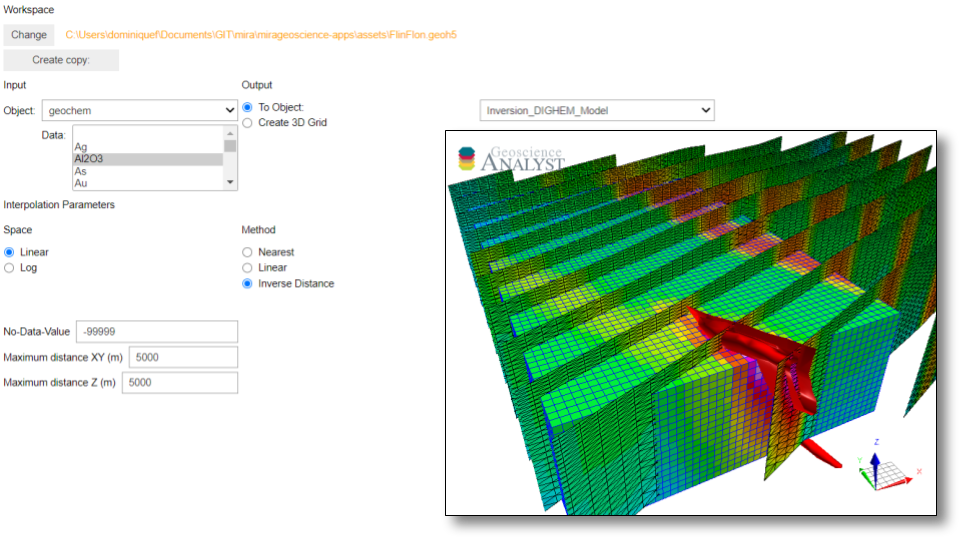 Workspace
Change C:\Users\dominiquef\Documents\GIT\mira\mirageoscience-apps\assets\FlinFlon.geoh5
Create copy:
Input Output
Object: geochem To Object: Inversion_DIGHEM_Model
Create 3D Grid
Data:
Ag
Al2O3
As
Au
Geoscience
ANALYST
Interpolation Parameters
Space Method
Linear Nearest
Log Linear
Inverse Distance
No-Data-Value -99999
Maximum distance XY (m) 5000
Maximum distance Z (m) 5000
Z
Y
X